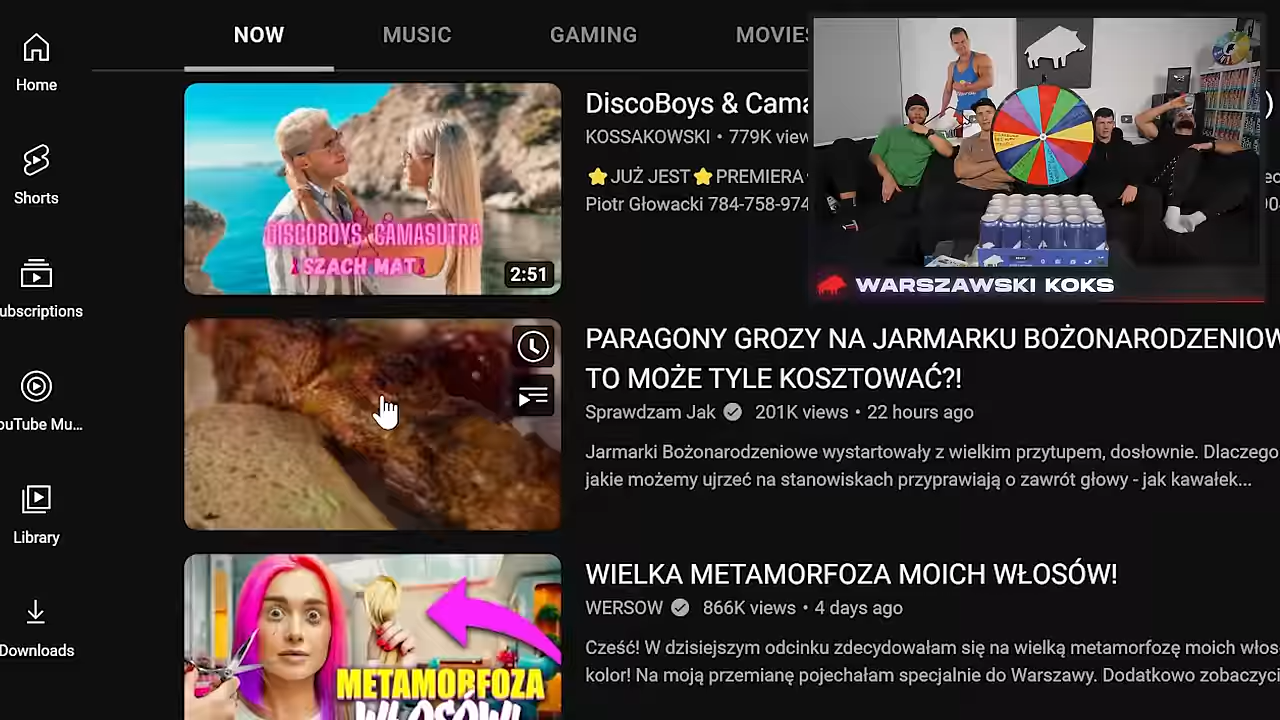 NOW
MUSIC
GAMING
MOVIES
Home
Shorts
ubscriptions
ouTube Mu...
Library
Downloads
DISCOBOYS & CAMASUTRA
SZACH MAT
2:51
DiscoBoys & Cama
KOSSAKOWSKI • 779K view
⭐JUŻ JEST⭐PREMIERA
Piotr Głowacki 784-758-974
WARSZAWSKI KOKS
PARAGONY GROZY NA JARMARKU BOŻONARODZENIOW
TO MOŻE TYLE KOSZTOWAĆ?!
Sprawdzam Jak 201K views • 22 hours ago
Jarmarki Bożonarodzeniowe wystartowały z wielkim przytupem, dosłownie. Dlaczego
jakie możemy ujrzeć na stanowiskach przyprawiają o zawrót głowy - jak kawałek...
METAMORFOZA
WŁOSÓW!
WIELKA METAMORFOZA MOICH WŁOSÓW!
WERSOW 866K views • 4 days ago
Cześć! W dzisiejszym odcinku zdecydowałam się na wielką metamorfozę moich włos
kolor! Na moją przemianę pojechałam specjalnie do Warszawy. Dodatkowo zobaczyci